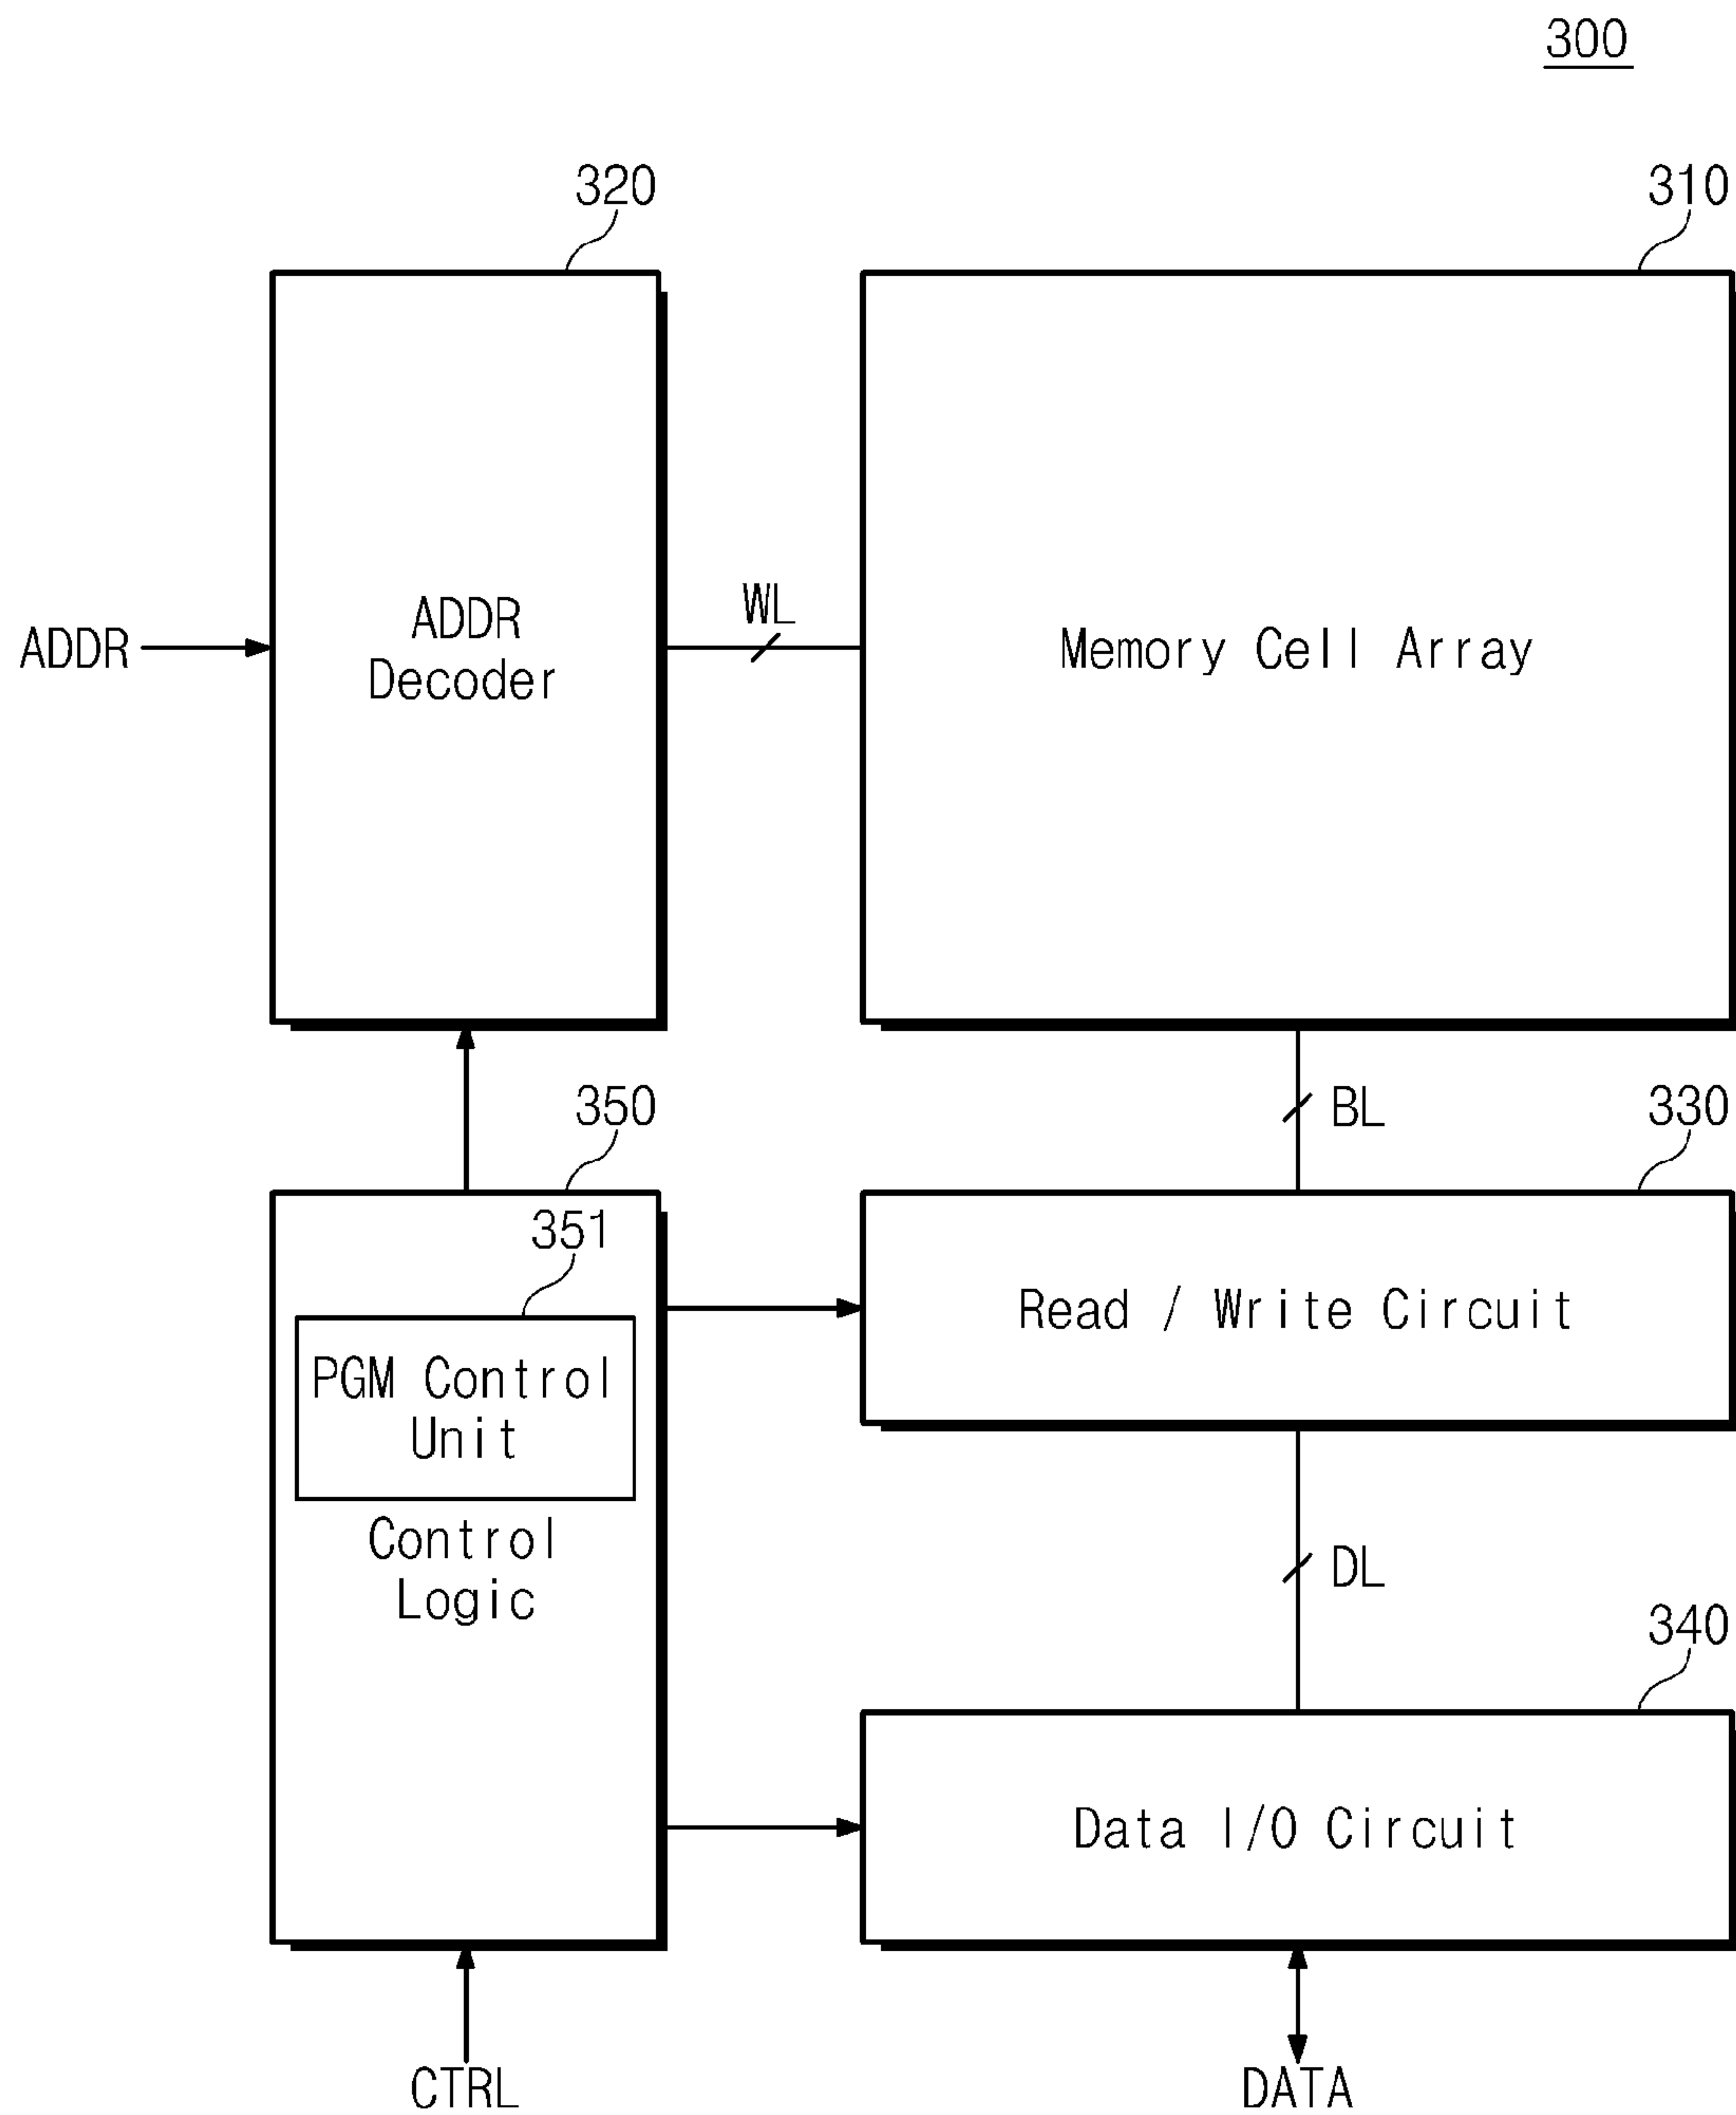 300
320
310
ADDR
ADDR
Decoder
WL
Memory Cell Array
350
BL
330
351
PGM Control
Unit
Control
Logic
Read / Write Circuit
DL
340
Data I/O Circuit
CTRL
DATA